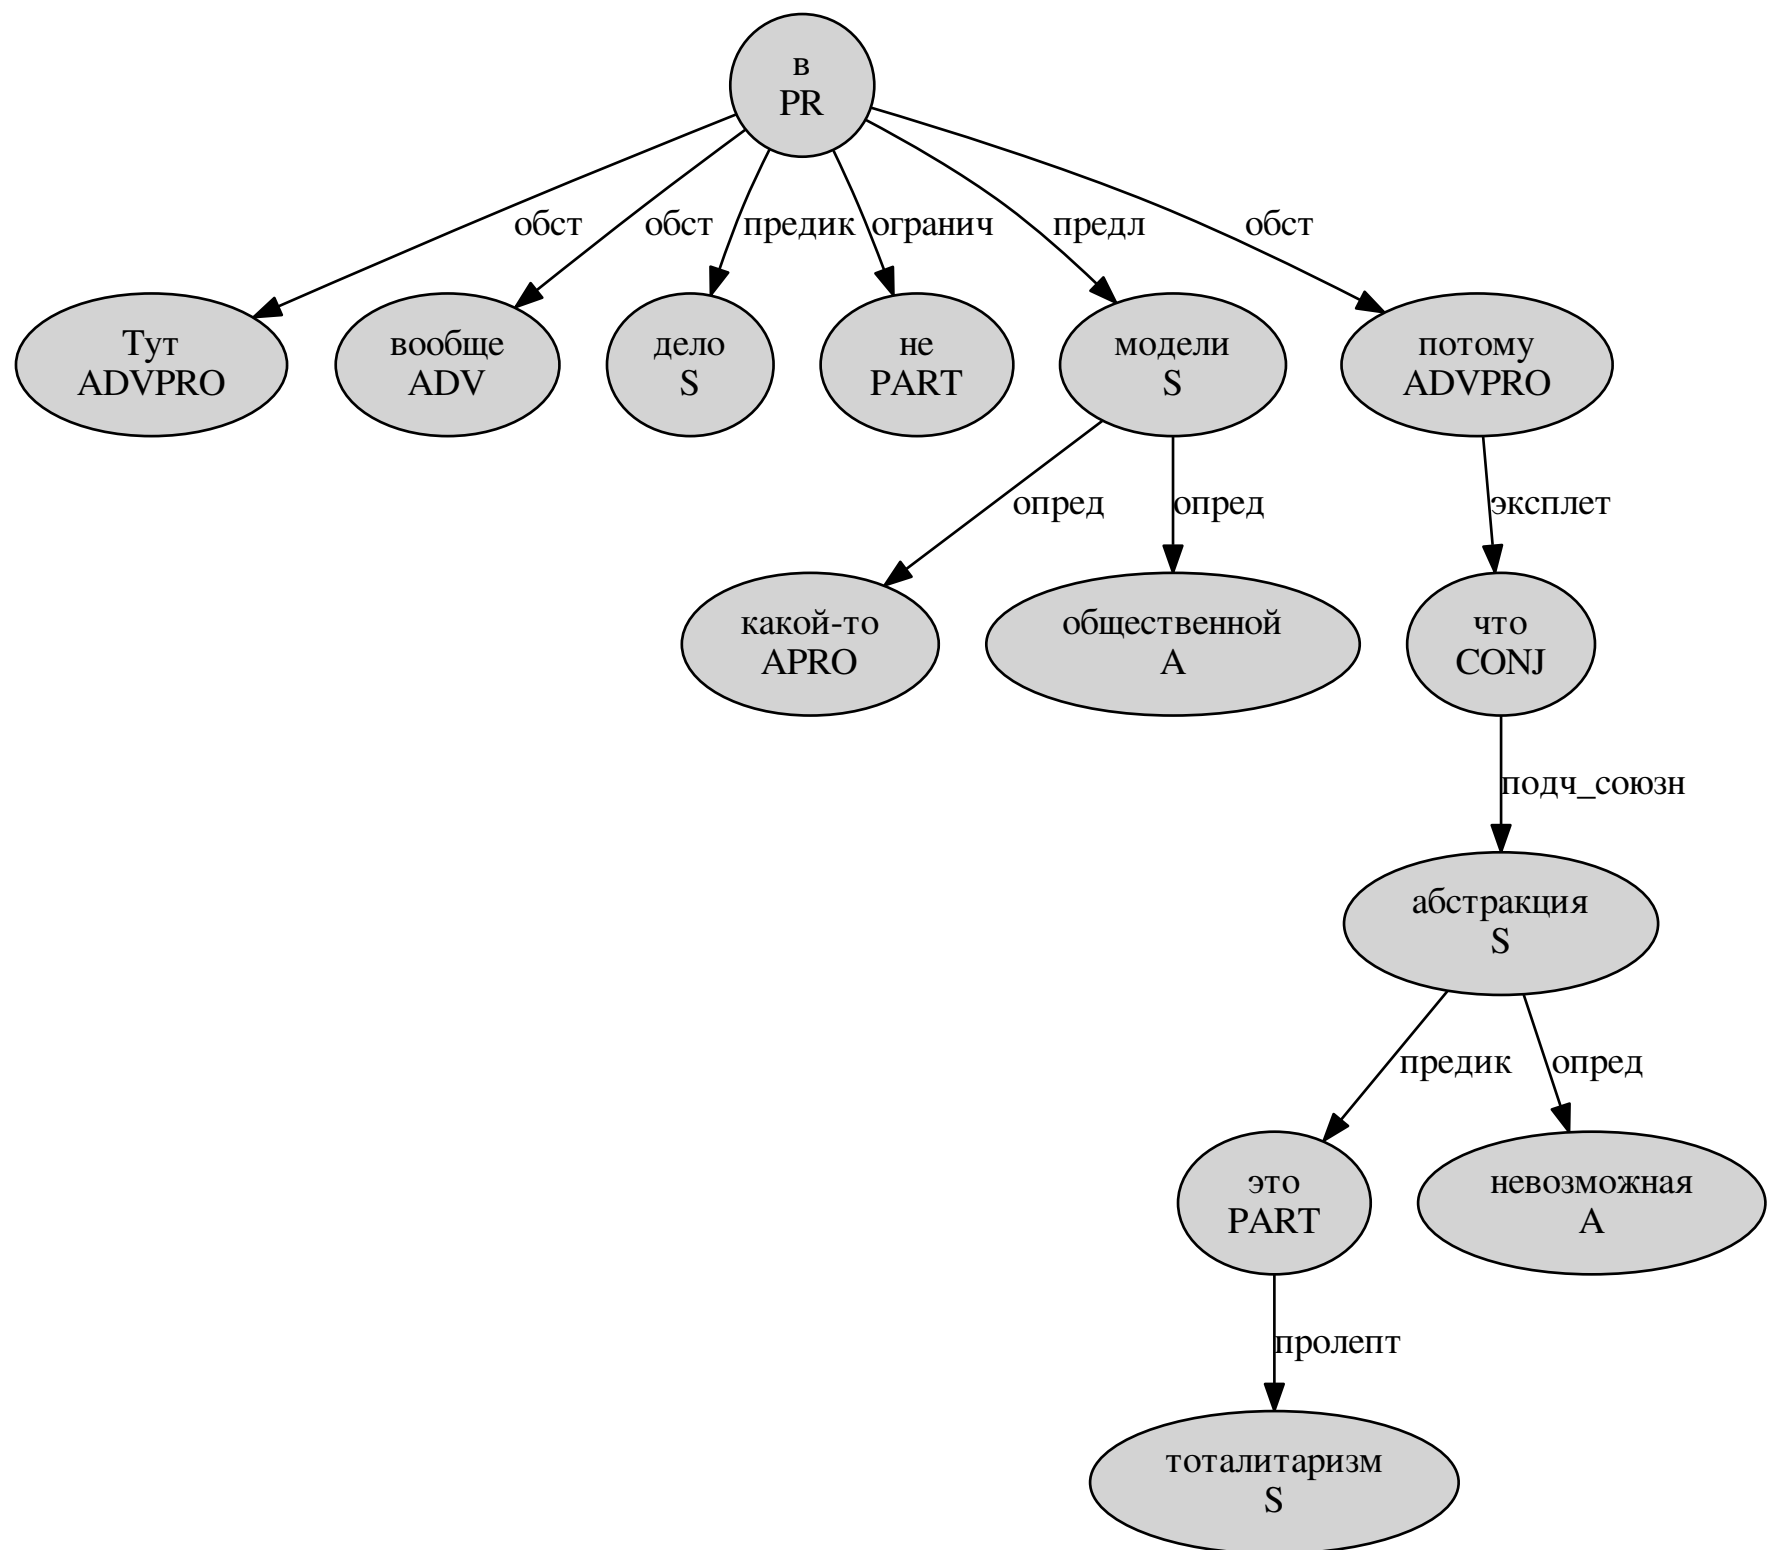 в
PR
обст
обст
предик
огранич
предл
обст
Тут
ADVPRO
вообще
ADV
дело
S
не
PART
модели
S
потому
ADVPRO
опред
опред
эксплет
какой-то
APRO
общественной
A
что
CONJ
подч_союзн
абстракция
S
предик
опред
это
PART
невозможная
A
пролепт
тоталитаризм
S